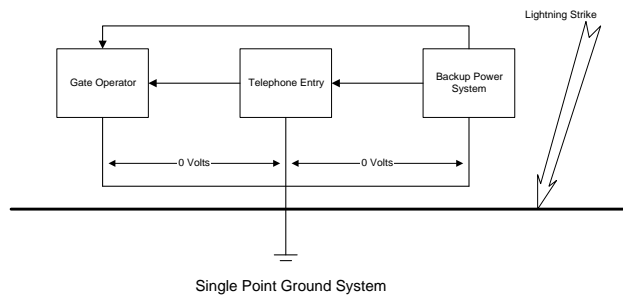 Lightning Strike
Gate Operator
Telephone Entry
Backup Power
System
0 Volts
0 Volts
Single Point Ground System